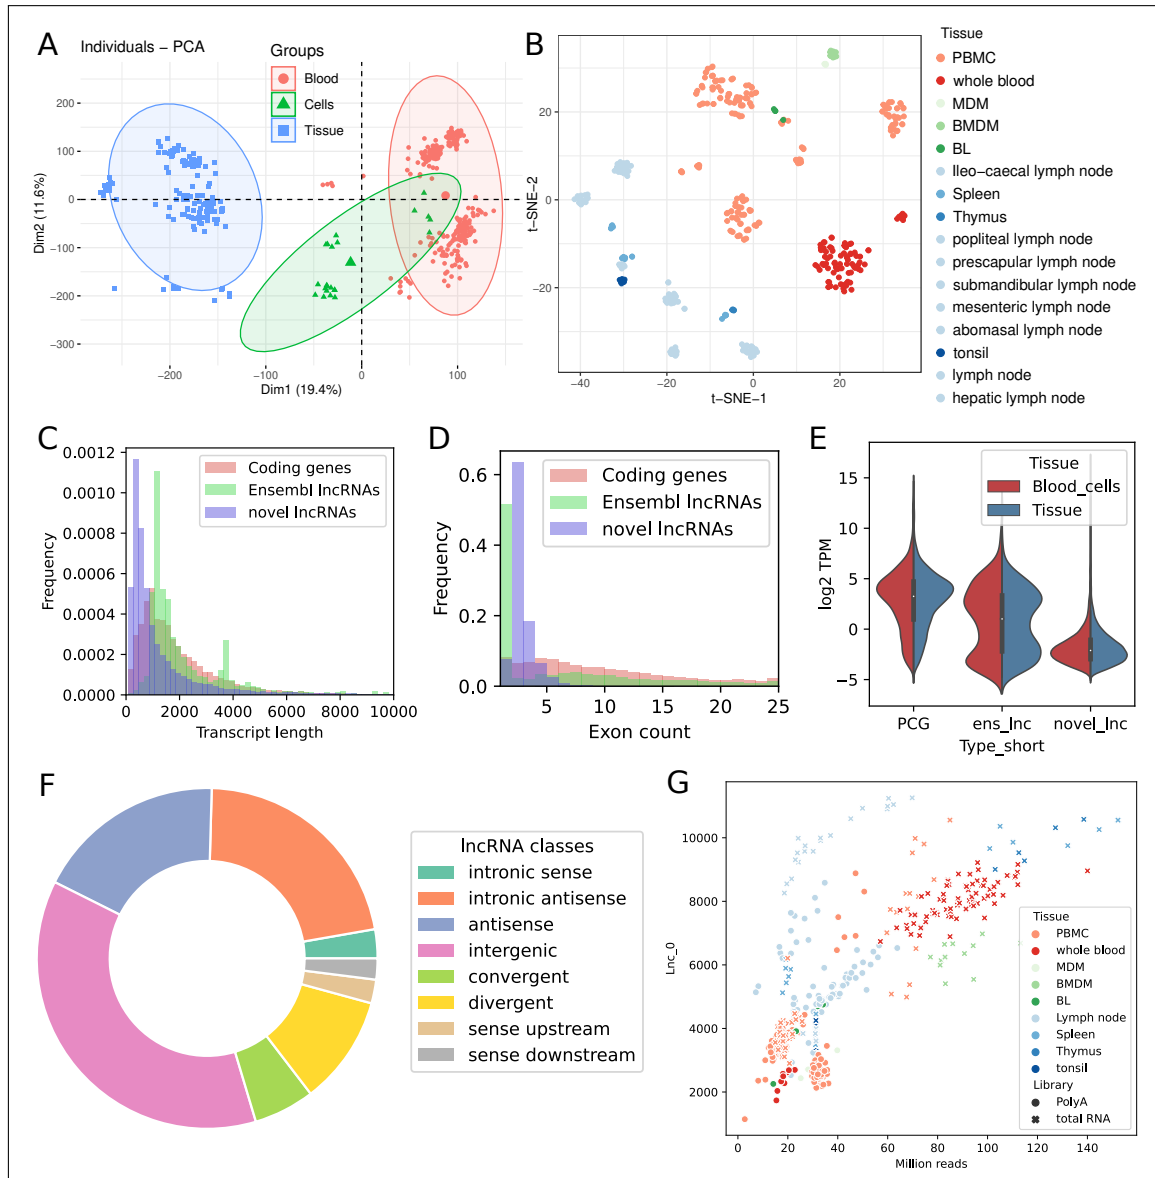 A
Individuals – PCA
Groups
Blood
Cells
Tissue
200
100
0
−100
−200
−300
Dim2 (11.6%)
−200
−100
0
100
Dim1 (19.4%)
B
20
0
−20
t−SNE−2
−40
−20
0
20
t−SNE−1
Tissue
PBMC
whole blood
MDM
BMDM
BL
Ileo−caecal lymph node
Spleen
Thymus
popliteal lymph node
prescapular lymph node
submandibular lymph node
mesenteric lymph node
abomasal lymph node
tonsil
lymph node
hepatic lymph node
C
0.0012
0.0010
0.0008
0.0006
0.0004
0.0002
0.0000
Frequency
Coding genes
Ensembl lncRNAs
novel lncRNAs
0
2000
4000
6000
8000
10000
Transcript length
D
0.6
0.4
0.2
0.0
Frequency
Coding genes
Ensembl lncRNAs
novel lncRNAs
5
10
15
20
25
Exon count
E
15
10
5
0
−5
log2 TPM
Tissue
Blood_cells
Tissue
PCG
ens_lnc
novel_lnc
Type_short
F
lncRNA classes
intronic sense
intronic antisense
antisense
intergenic
convergent
divergent
sense upstream
sense downstream
G
10000
8000
6000
4000
2000
Lnc_0
Tissue
PBMC
whole blood
MDM
BMDM
BL
Lymph node
Spleen
Thymus
tonsil
Library
PolyA
total RNA
0
20
40
60
80
100
120
140
Million reads